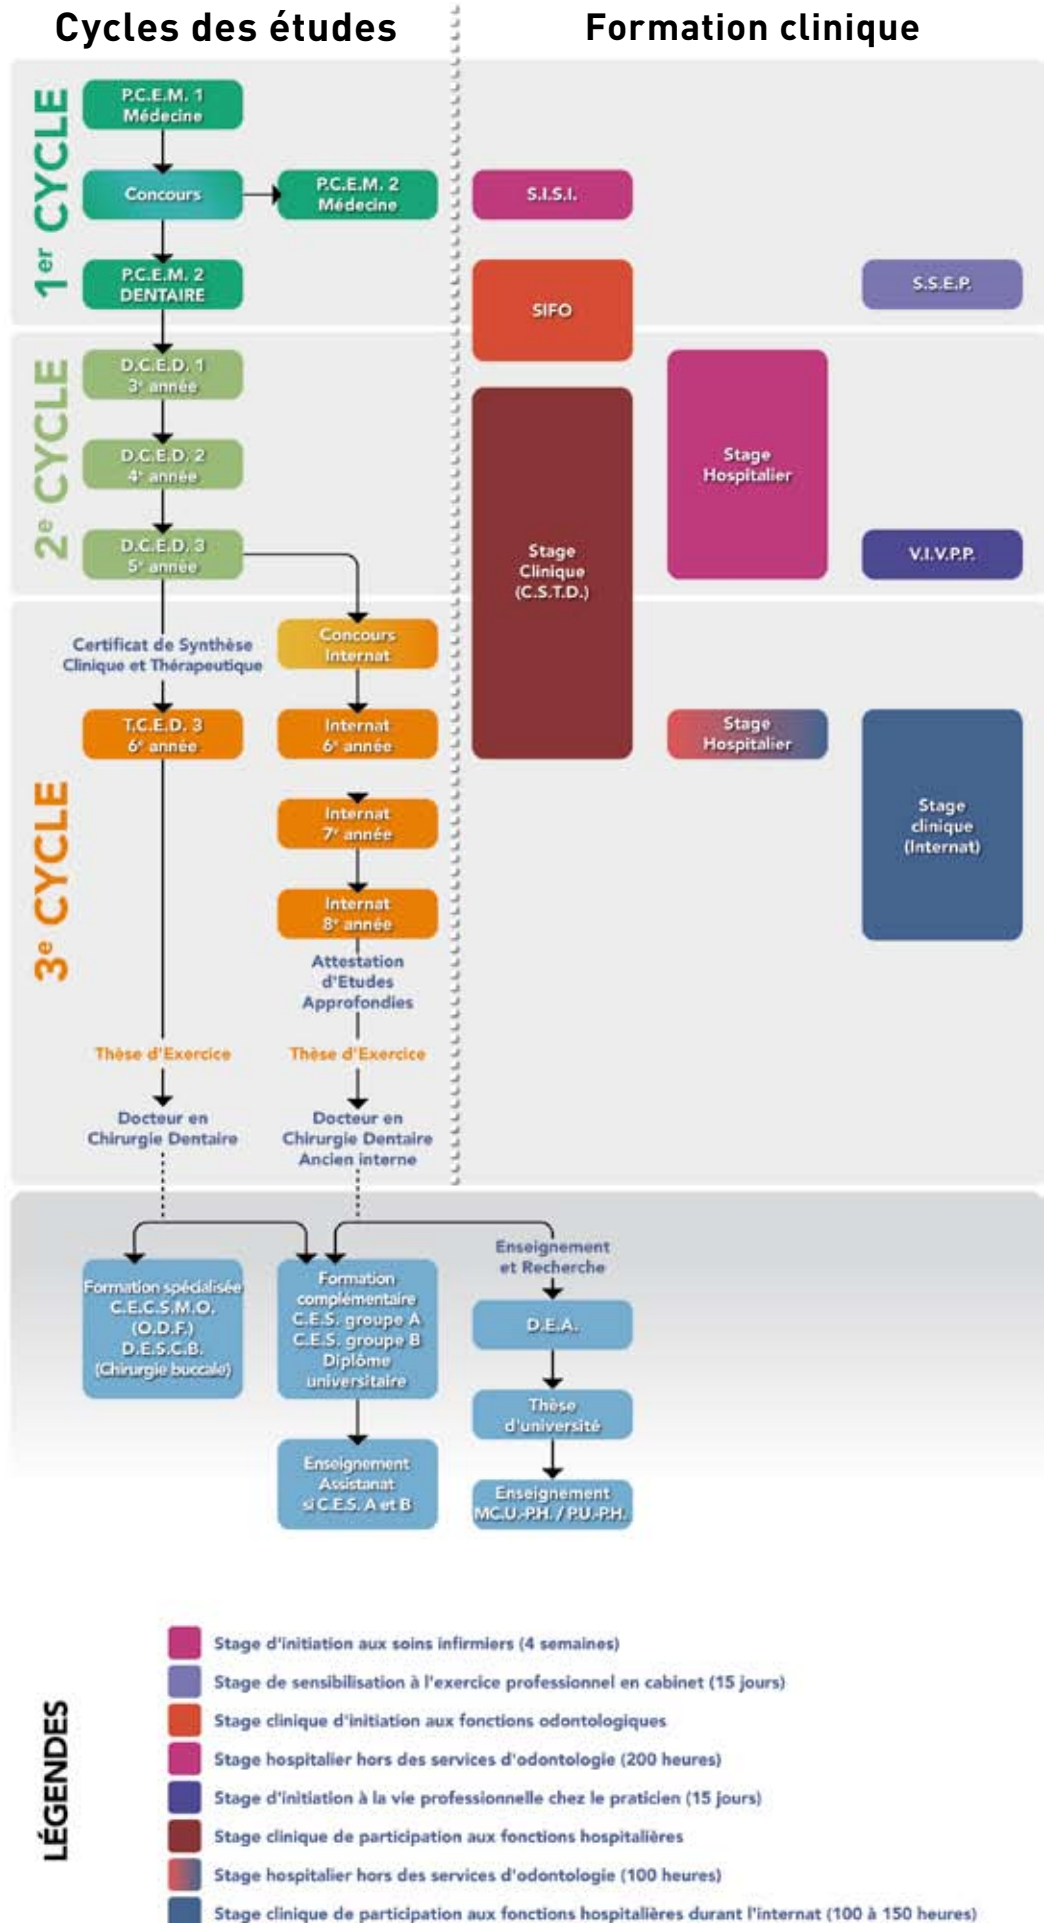 Cycles des études
Formation clinique
1er CYCLE
P.C.E.M. 1
Médecine
Concours
P.C.E.M. 2
Médecine
S.I.S.I.
P.C.E.M. 2
DENTAIRE
SIFO
S.S.E.P.
2e CYCLE
D.C.E.D. 1
3e année
D.C.E.D. 2
4e année
D.C.E.D. 3
5e année
Stage
Clinique
(C.S.T.D.)
Stage
Hospitalier
V.I.V.P.P.
3e CYCLE
Certificat de Synthèse
Clinique et Thérapeutique
Concours
Internat
T.C.E.D. 3
6e année
Internat
6e année
Stage
Hospitalier
Stage
clinique
(Internat)
Internat
7e année
Internat
8e année
Attestation
d'Etudes
Approfondies
Thèse d'Exercice
Thèse d'Exercice
Docteur en
Chirurgie Dentaire
Docteur en
Chirurgie Dentaire
Ancien interne
Formation spécialisée
C.E.C.S.M.O.
(O.D.F.)
D.E.S.C.B.
(Chirurgie buccale)
Formation
complémentaire
C.E.S. groupe A
C.E.S. groupe B
Diplôme
universitaire
Enseignement
et Recherche
D.E.A.
Thèse
d'université
Enseignement
Assistanat
si C.E.S. A et B
Enseignement
MC.U.-P.H. / P.U.-P.H.
LÉGENDES
Stage d'initiation aux soins infirmiers (4 semaines)
Stage de sensibilisation à l'exercice professionnel en cabinet (15 jours)
Stage clinique d'initiation aux fonctions odontologiques
Stage hospitalier hors des services d'odontologie (200 heures)
Stage d'initiation à la vie professionnelle chez le praticien (15 jours)
Stage clinique de participation aux fonctions hospitalières
Stage hospitalier hors des services d'odontologie (100 heures)
Stage clinique de participation aux fonctions hospitalières durant l'internat (100 à 150 heures)